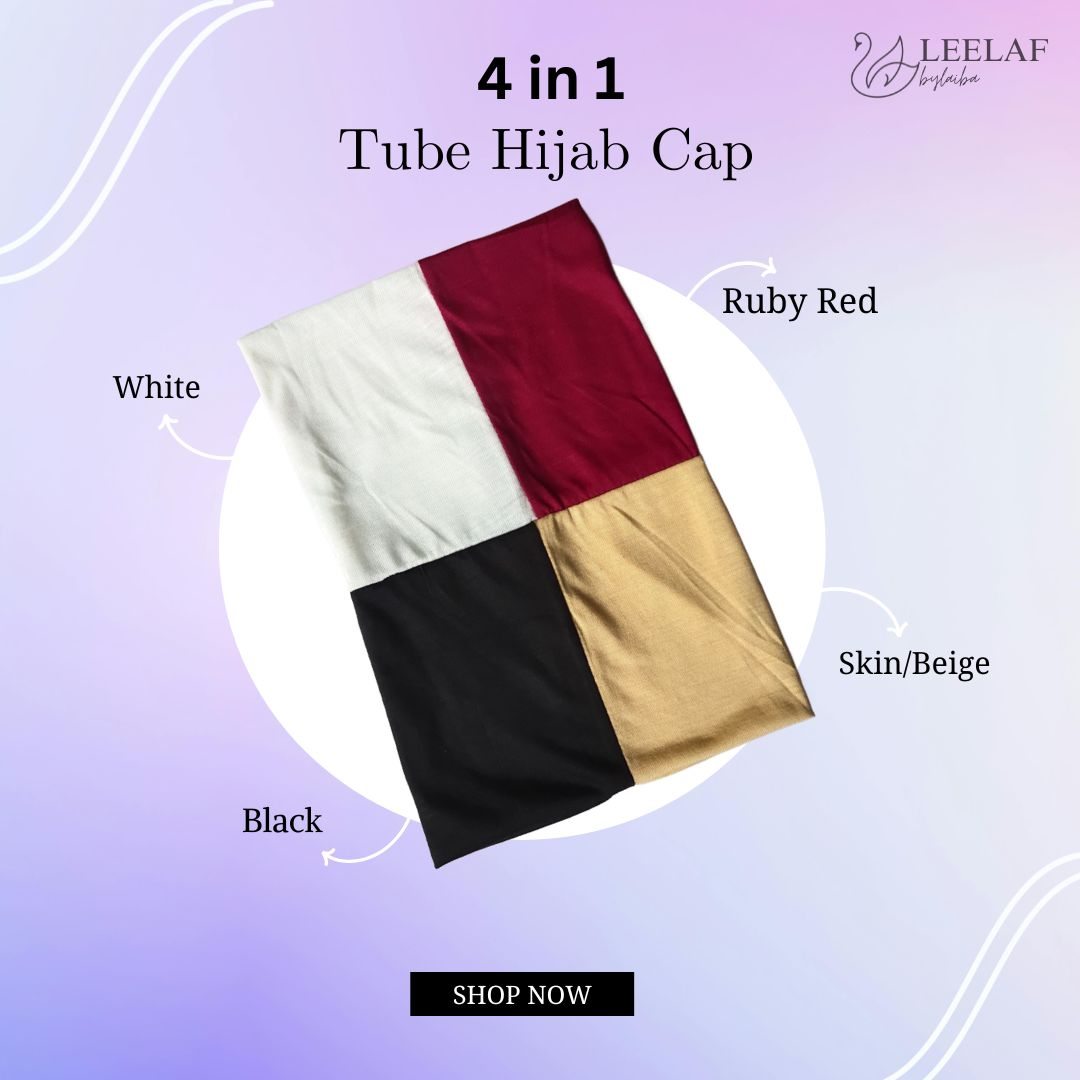 LEELAF
bylaiba
4 in 1
Tube Hijab Cap
Ruby Red
White
Skin/Beige
Black
SHOP NOW